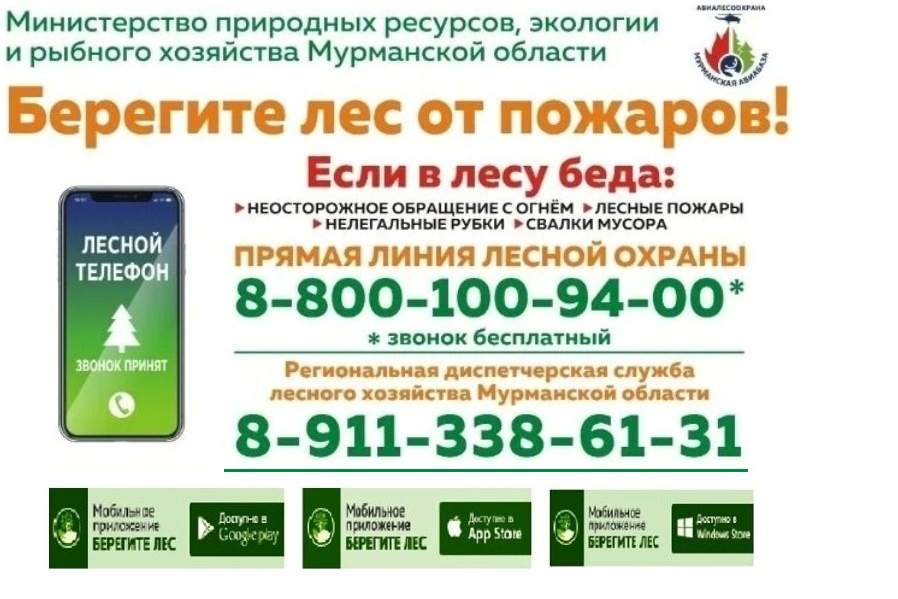 Министерство природных ресурсов, экологии
и рыбного хозяйства Мурманской области
АВИАЛЕСООХРАНА
МУРМАНСКАЯ АВИАБАЗА
Берегите лес от пожаров!
Если в лесу беда:
НЕОСТОРОЖНОЕ ОБРАЩЕНИЕ С ОГНЁМ ЛЕСНЫЕ ПОЖАРЫ
НЕЛЕГАЛЬНЫЕ РУБКИ СВАЛКИ МУСОРА
ПРЯМАЯ ЛИНИЯ ЛЕСНОЙ ОХРАНЫ
8-800-100-94-00*
* звонок бесплатный
Региональная диспетчерская служба
лесного хозяйства Мурманской области
8-911-338-61-31
ЛЕСНОЙ
ТЕЛЕФОН
ЗВОНОК ПРИНЯТ
Мобильное
приложение
БЕРЕГИТЕ ЛЕС
Доступно в
Google play
Мобильное
приложение
БЕРЕГИТЕ ЛЕС
Доступно в
App Store
Мобильное
приложение
БЕРЕГИТЕ ЛЕС
Доступно в
Windows Store